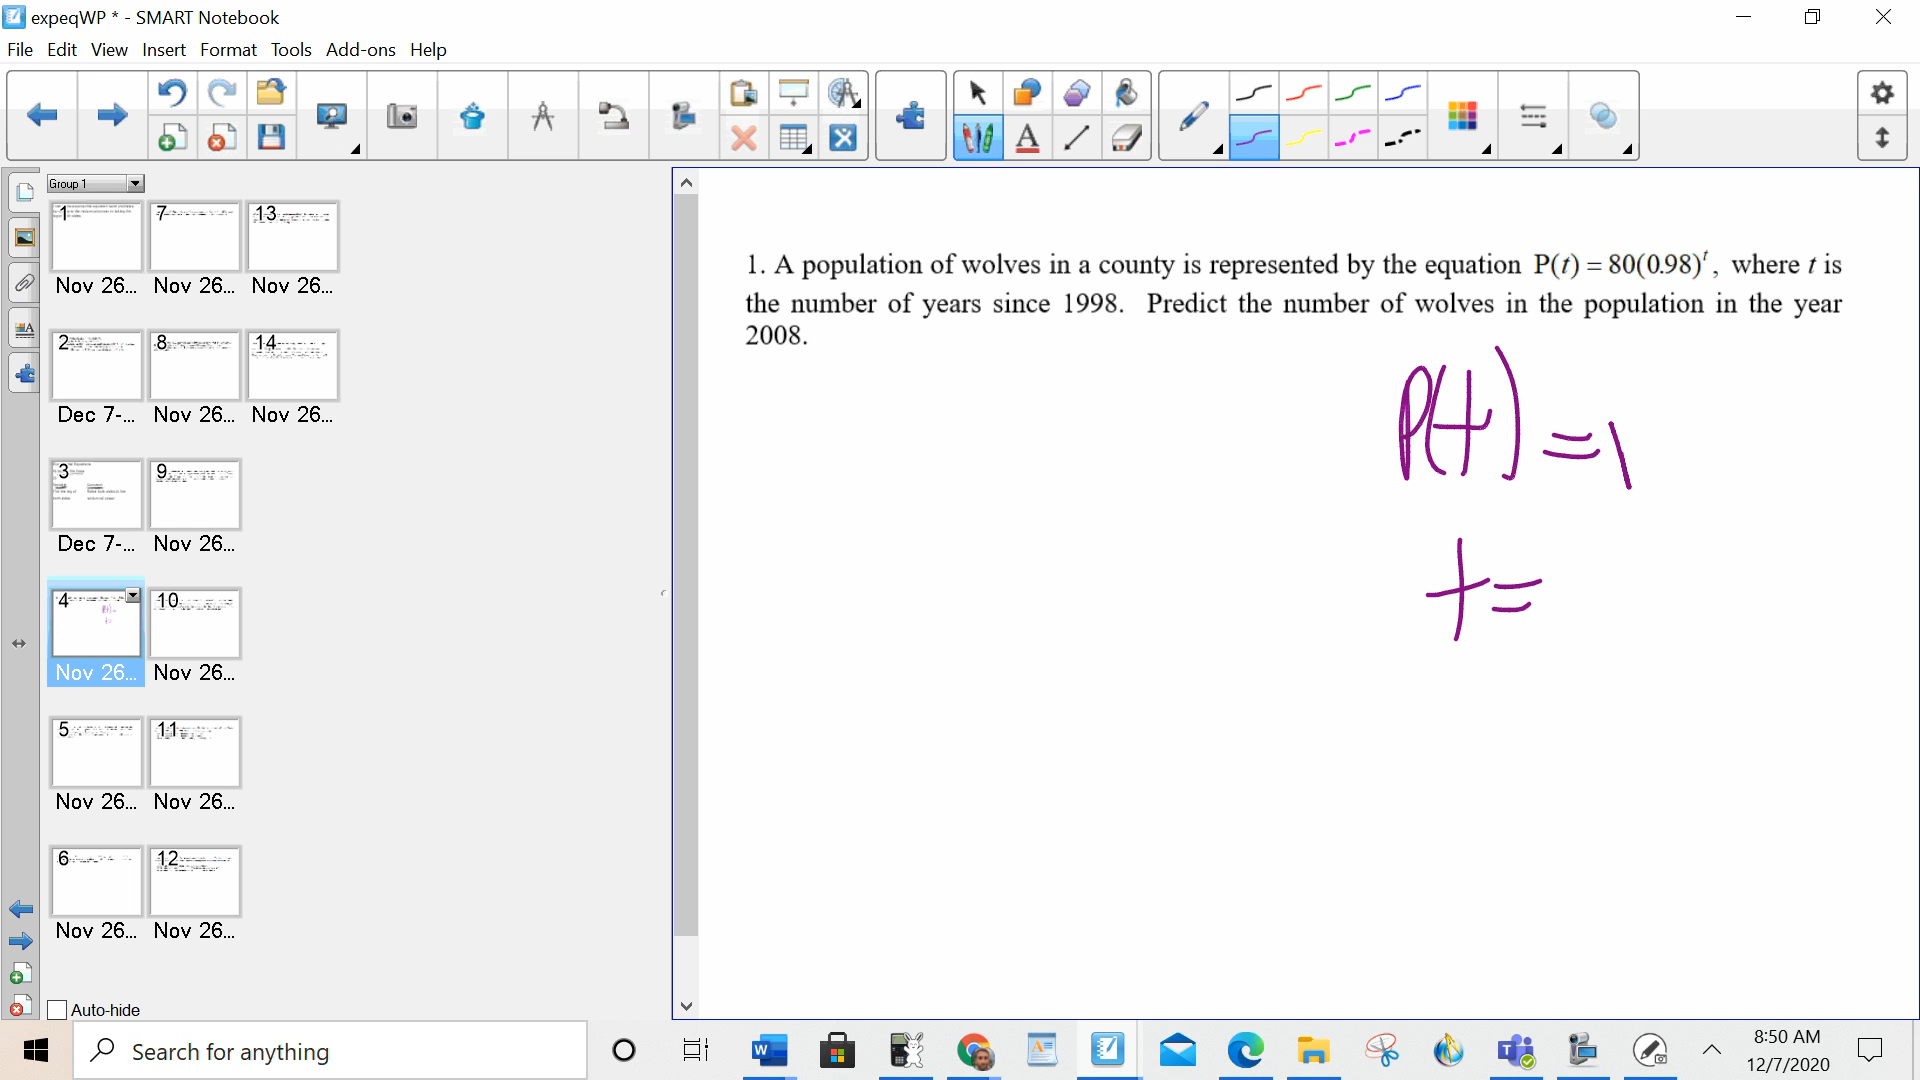 expeqWP * - SMART Notebook
File Edit View Insert Format Tools Add-ons Help
Group 1
1 7 13
Nov 26... Nov 26... Nov 26...
2 8 14
Dec 7-... Nov 26... Nov 26...
3 9
Dec 7-... Nov 26...
4 10
Nov 26... Nov 26...
5 11
Nov 26... Nov 26...
6 12
Nov 26... Nov 26...
Auto-hide
1. A population of wolves in a county is represented by the equation P(t) = 80(0.98)^t, where t is
the number of years since 1998. Predict the number of wolves in the population in the year
2008.
P(t) = \
t =
Search for anything
8:50 AM
12/7/2020